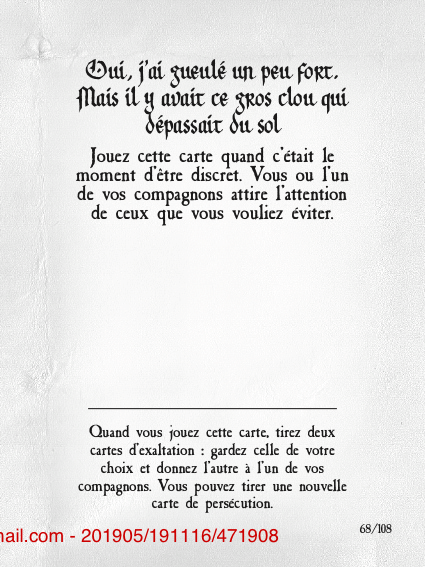 Oui, j'ai gueulé un peu fort.
Mais il y avait ce gros clou qui
dépassait du sol
Jouez cette carte quand c'était le
moment d'être discret. Vous ou l'un
de vos compagnons attire l'attention
de ceux que vous vouliez éviter.
Quand vous jouez cette carte, tirez deux
cartes d'exaltation : gardez celle de votre
choix et donnez l'autre à l'un de vos
compagnons. Vous pouvez tirer une nouvelle
carte de persécution.
68/108
mail.com - 201905/191116/471908